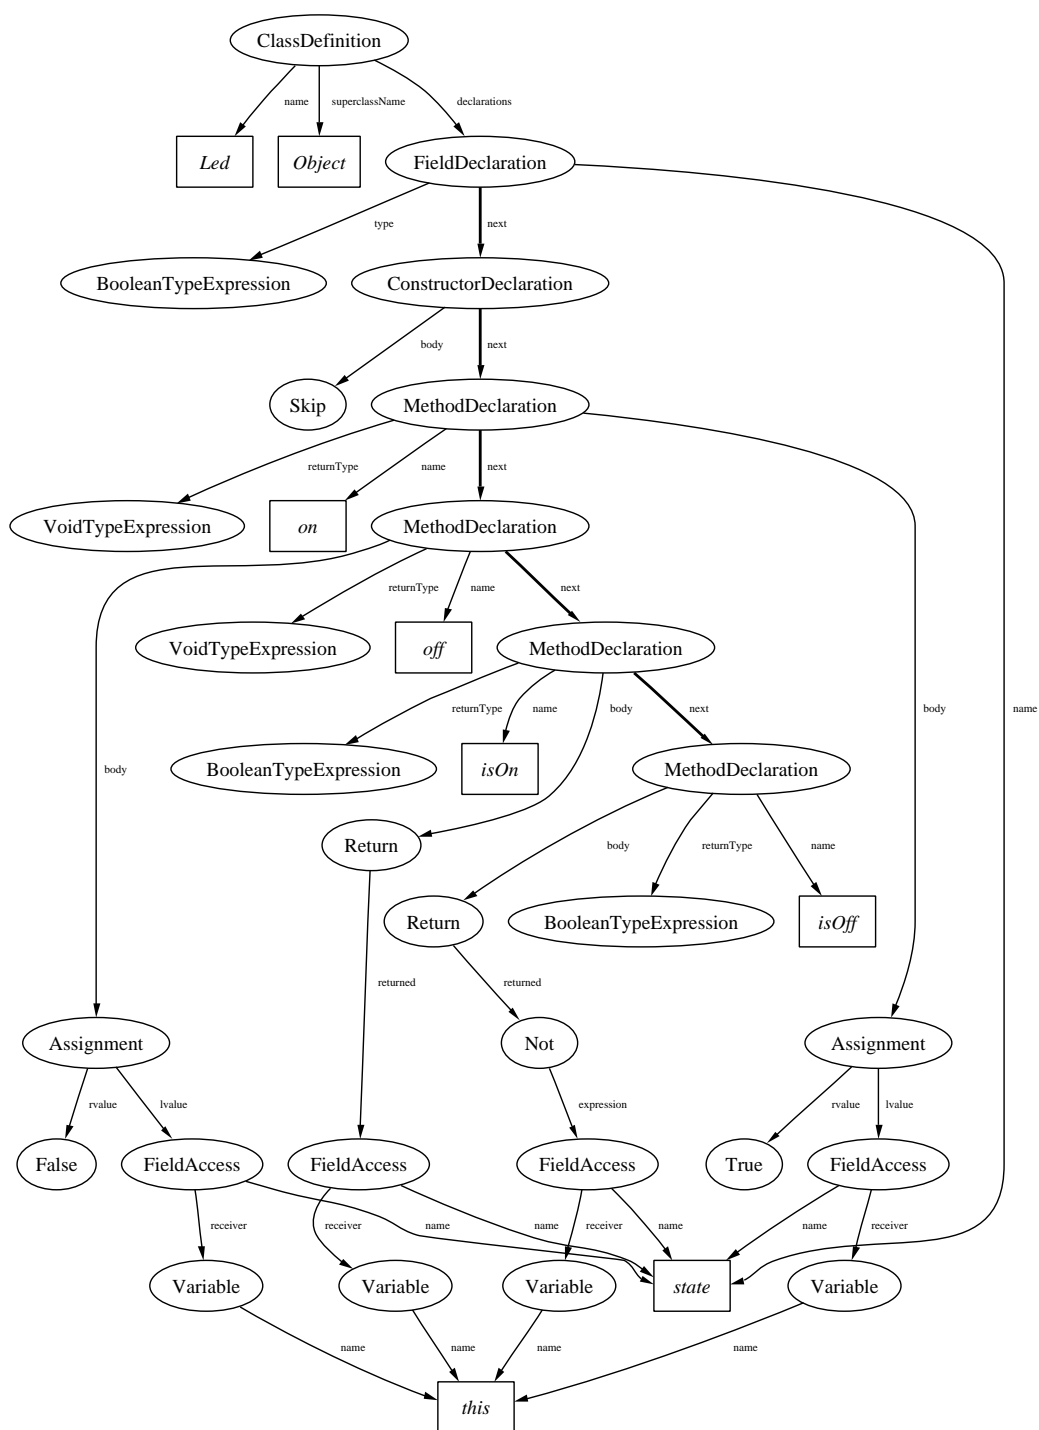 ClassDefinition
name
superclassName
declarations
Led
Object
FieldDeclaration
type
next
BooleanTypeExpression
ConstructorDeclaration
body
next
Skip
MethodDeclaration
returnType
name
next
VoidTypeExpression
on
MethodDeclaration
returnType
name
next
VoidTypeExpression
off
MethodDeclaration
returnType
name
body
next
body
name
body
BooleanTypeExpression
isOn
MethodDeclaration
Return
body
returnType
name
Return
BooleanTypeExpression
isOff
returned
returned
Assignment
Not
Assignment
rvalue
lvalue
expression
rvalue
lvalue
False
FieldAccess
FieldAccess
FieldAccess
True
FieldAccess
receiver
receiver
name
name
receiver
name
name
receiver
Variable
Variable
Variable
state
Variable
name
name
name
name
this